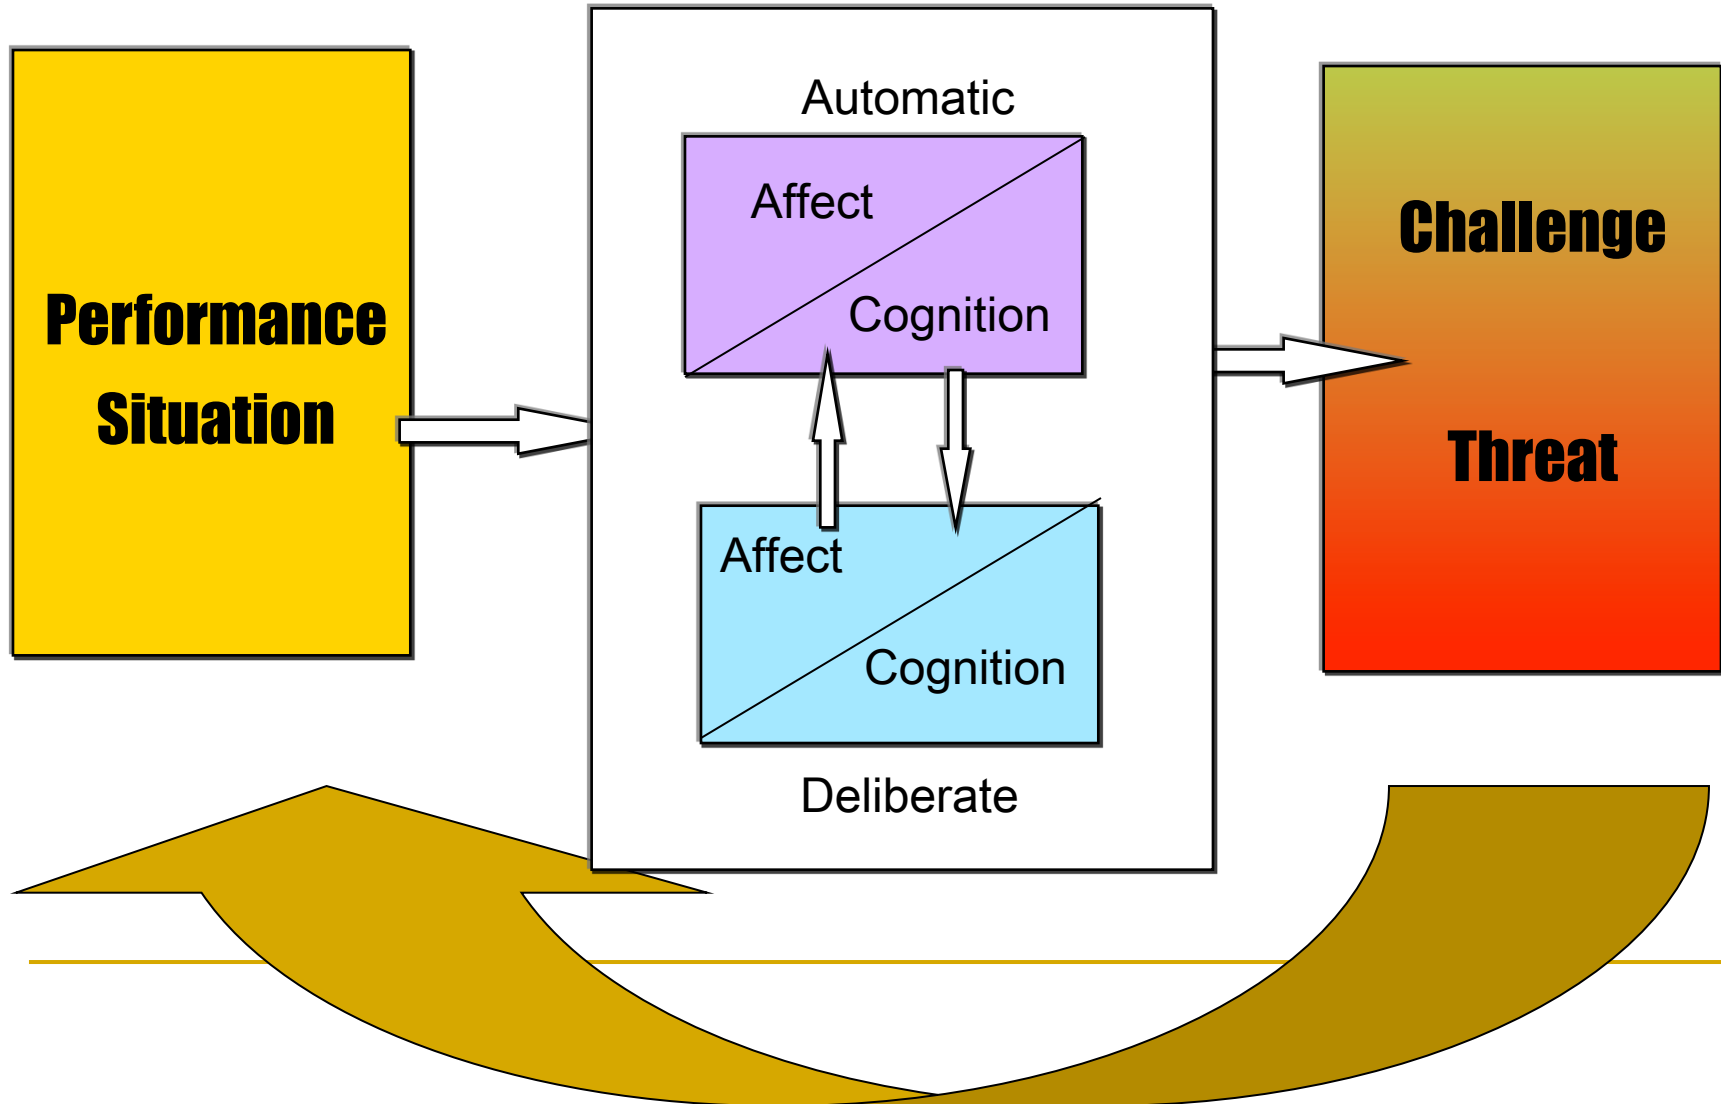 Performance
Situation
Automatic
Affect
Cognition
Affect
Cognition
Deliberate
Challenge
Threat